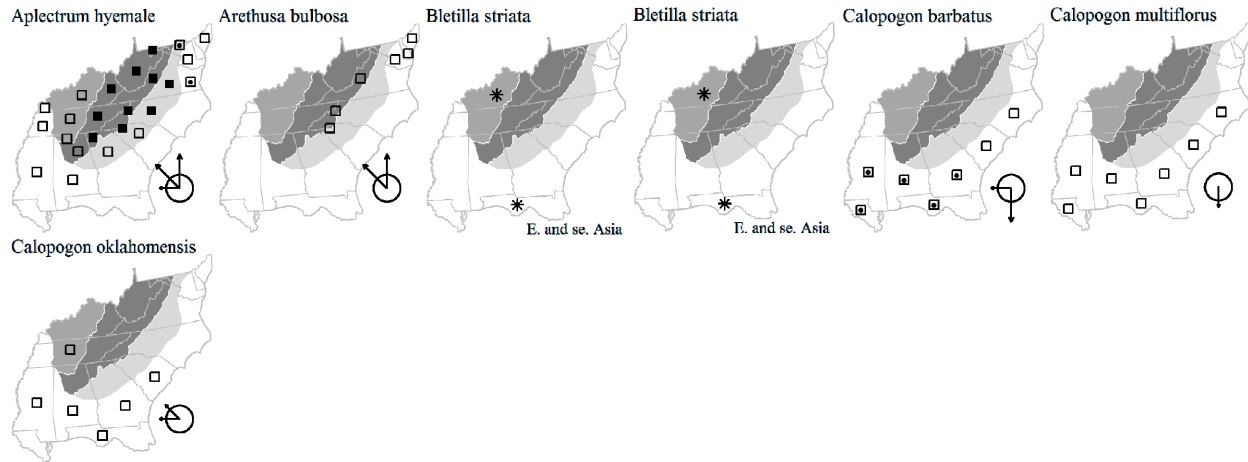 Aplectrum hyemale
Arethusa bulbosa
Bletilla striata
Bletilla striata
Calopogon barbatus
Calopogon multiflorus
E. and se. Asia
E. and se. Asia
Calopogon oklahomensis